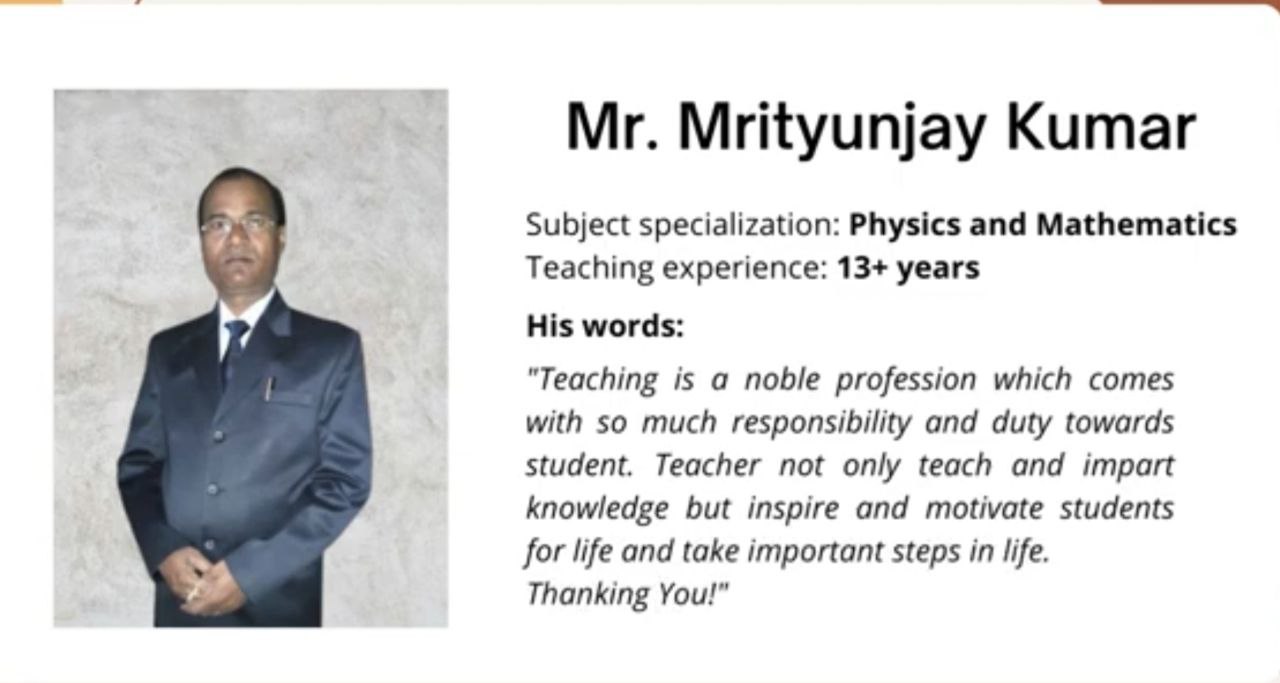 Mr. Mrityunjay Kumar
Subject specialization: Physics and Mathematics
Teaching experience: 13+ years
His words:
"Teaching is a noble profession which comes
with so much responsibility and duty towards
student. Teacher not only teach and impart
knowledge but inspire and motivate students
for life and take important steps in life.
Thanking You!"